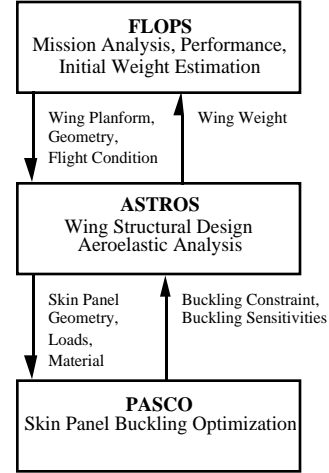 FLOPS
Mission Analysis, Performance,
Initial Weight Estimation
Wing Planform,
Geometry,
Flight Condition
Wing Weight
ASTROS
Wing Structural Design
Aeroelastic Analysis
Skin Panel
Geometry,
Loads,
Material
Buckling Constraint,
Buckling Sensitivities
PASCO
Skin Panel Buckling Optimization